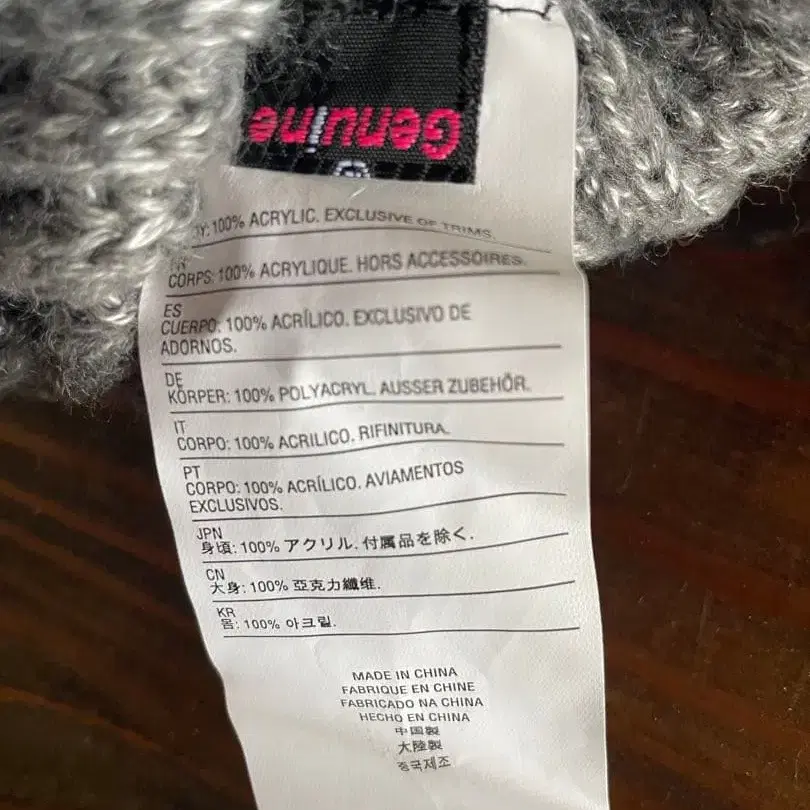 Genuine
Y: 100% ACRYLIC. EXCLUSIVE OF TRIMS.
FR
CORPS: 100% ACRYLIQUE. HORS ACCESSOIRES.
ES
CUERPO: 100% ACRÍLICO. EXCLUSIVO DE
ADORNOS.
DE
KÖRPER: 100% POLYACRYL. AUSSER ZUBEHÖR.
IT
CORPO: 100% ACRILICO. RIFINITURA.
PT
CORPO: 100% ACRÍLICO. AVIAMENTOS
EXCLUSIVOS.
JPN
身頃: 100% アクリル. 付属品を除く.
CN
大身: 100% 亞克力纖维.
KR
몸: 100% 아크릴.
MADE IN CHINA
FABRIQUE EN CHINE
FABRICADO NA CHINA
HECHO EN CHINA
中国製
大陸製
중국제조